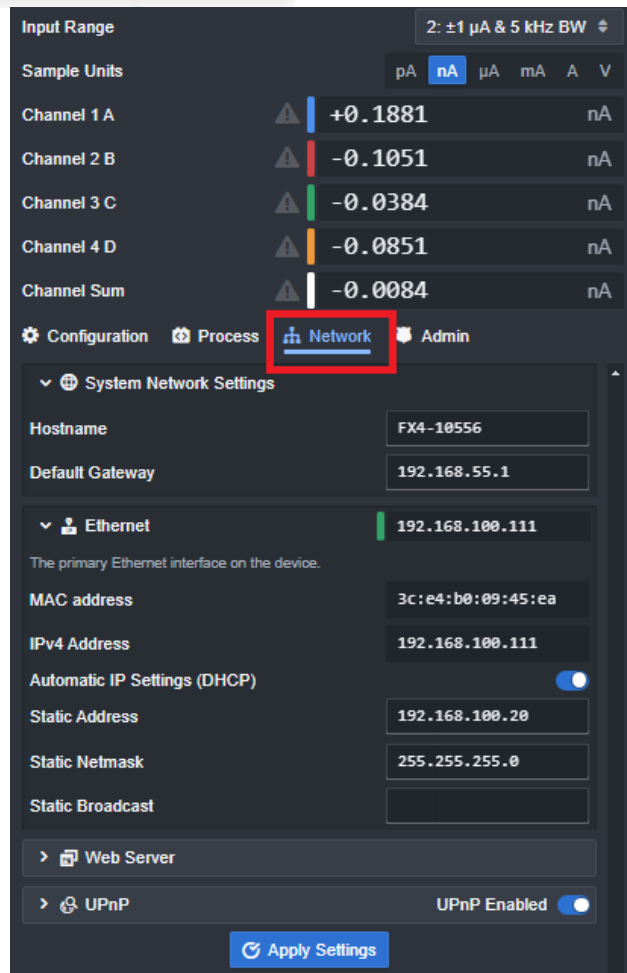 Input Range 2: ±1 μA & 5 kHz BW
Sample Units pA nA μA mA A V
Channel 1 A +0.1881 nA
Channel 2 B -0.1051 nA
Channel 3 C -0.0384 nA
Channel 4 D -0.0851 nA
Channel Sum -0.0084 nA
Configuration Process Network Admin
System Network Settings
Hostname FX4-10556
Default Gateway 192.168.55.1
Ethernet 192.168.100.111
The primary Ethernet interface on the device.
MAC address 3c:e4:b0:09:45:ea
IPv4 Address 192.168.100.111
Automatic IP Settings (DHCP)
Static Address 192.168.100.20
Static Netmask 255.255.255.0
Static Broadcast
Web Server
UPnP UPnP Enabled
Apply Settings